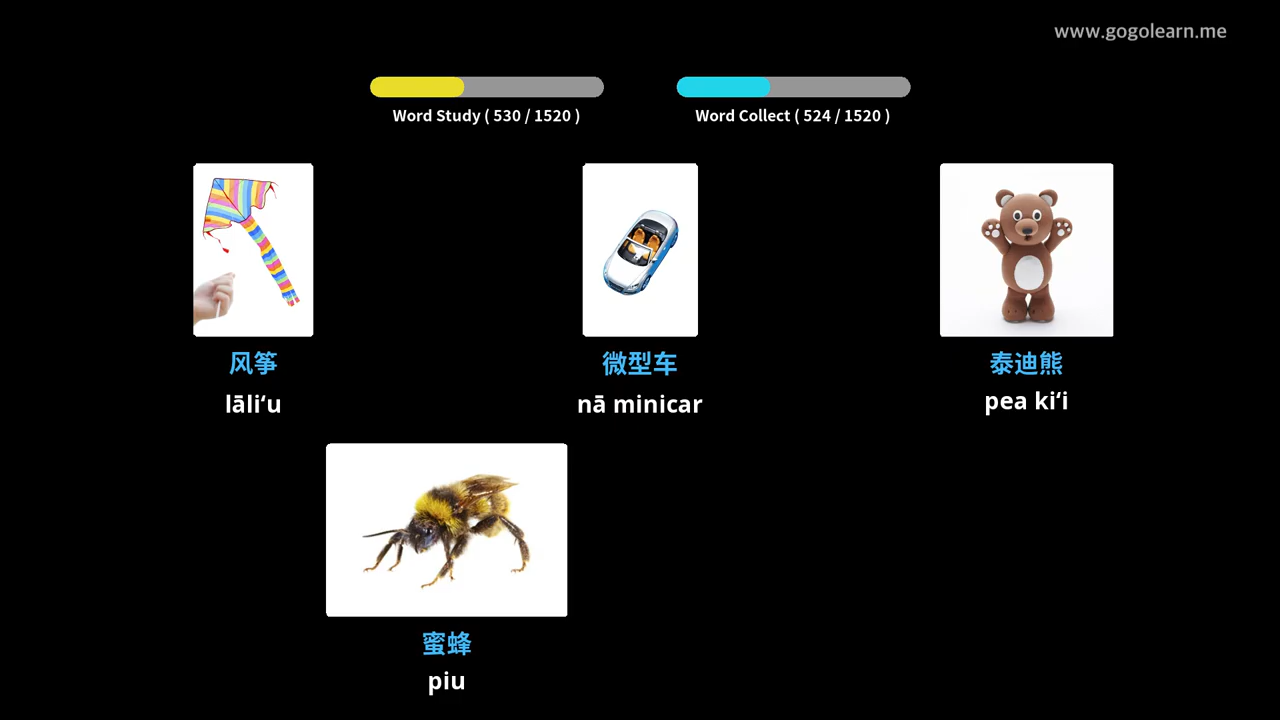 www.gogolearn.me
Word Study ( 530 / 1520 )
Word Collect ( 524 / 1520 )
风筝
lāliʻu
微型车
nā minicar
泰迪熊
pea kiʻi
蜜蜂
piu